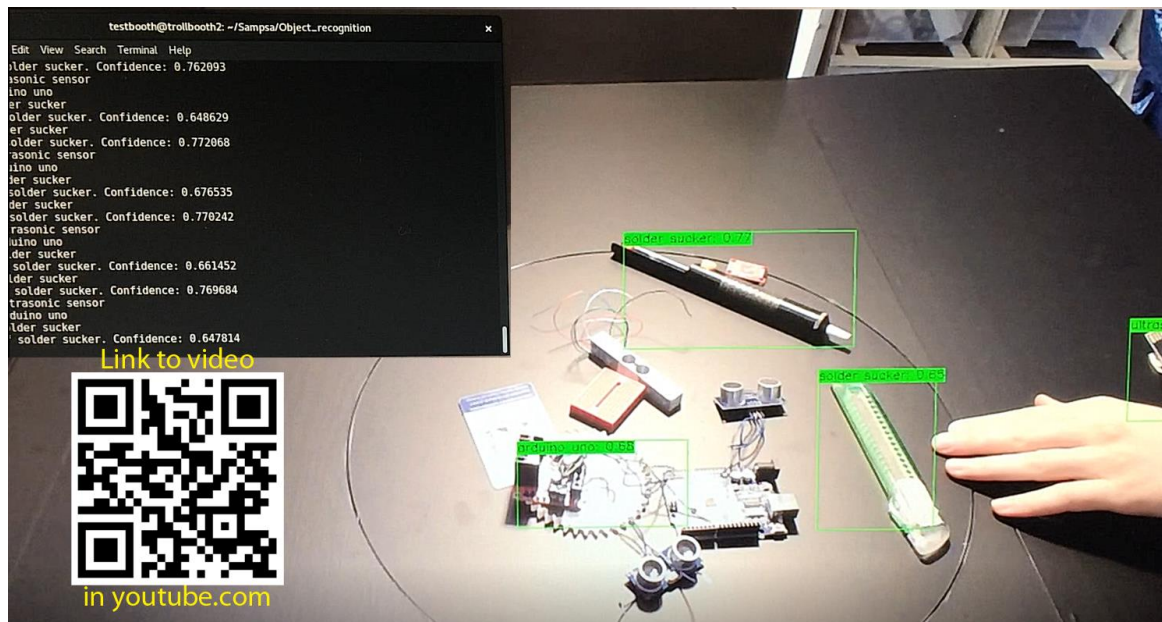 testbooth@trollbooth2: ~/Sampsa/Object_recognition
×
Edit View Search Terminal Help
older sucker. Confidence: 0.762093
asonic sensor
ino uno
er sucker
older sucker. Confidence: 0.648629
er sucker
solder sucker. Confidence: 0.772068
rasonic sensor
uino uno
der sucker
solder sucker. Confidence: 0.676535
der sucker
solder sucker. Confidence: 0.770242
rasonic sensor
uino uno
lder sucker
solder sucker. Confidence: 0.661452
lder sucker
solder sucker. Confidence: 0.769684
trasonic sensor
duino uno
older sucker
solder sucker. Confidence: 0.647814
solder sucker: 0.77
ultras
solder sucker: 0.65
arduino uno: 0.68
Link to video
in youtube.com